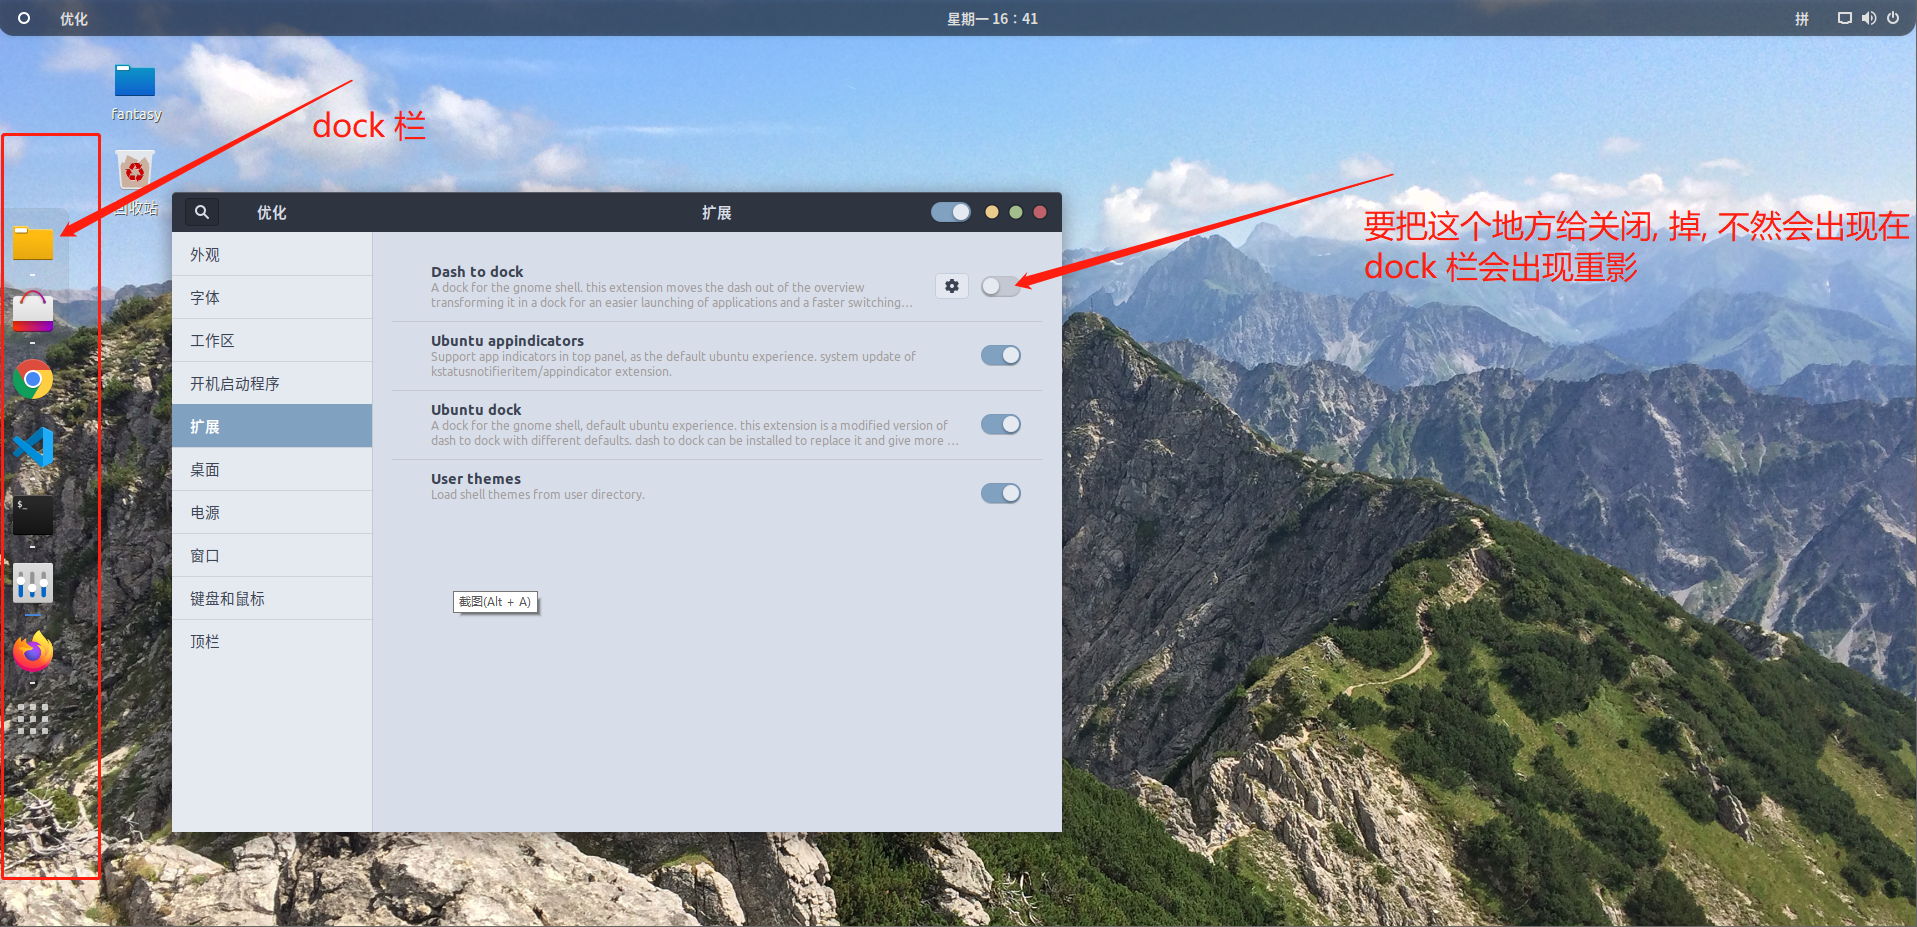 优化
星期一 16：41
拼
fantasy
回收站
dock 栏
要把这个地方给关闭, 掉, 不然会出现在
dock 栏会出现重影
优化
扩展
外观
字体
工作区
开机启动程序
扩展
桌面
电源
窗口
键盘和鼠标
顶栏
Dash to dock
A dock for the gnome shell. this extension moves the dash out of the overview
transforming it in a dock for an easier launching of applications and a faster switching…
Ubuntu appindicators
Support app indicators in top panel, as the default ubuntu experience. system update of
kstatusnotifieritem/appindicator extension.
Ubuntu dock
A dock for the gnome shell, default ubuntu experience. this extension is a modified version of
dash to dock with different defaults. dash to dock can be installed to replace it and give more …
User themes
Load shell themes from user directory.
截图(Alt + A)
$_